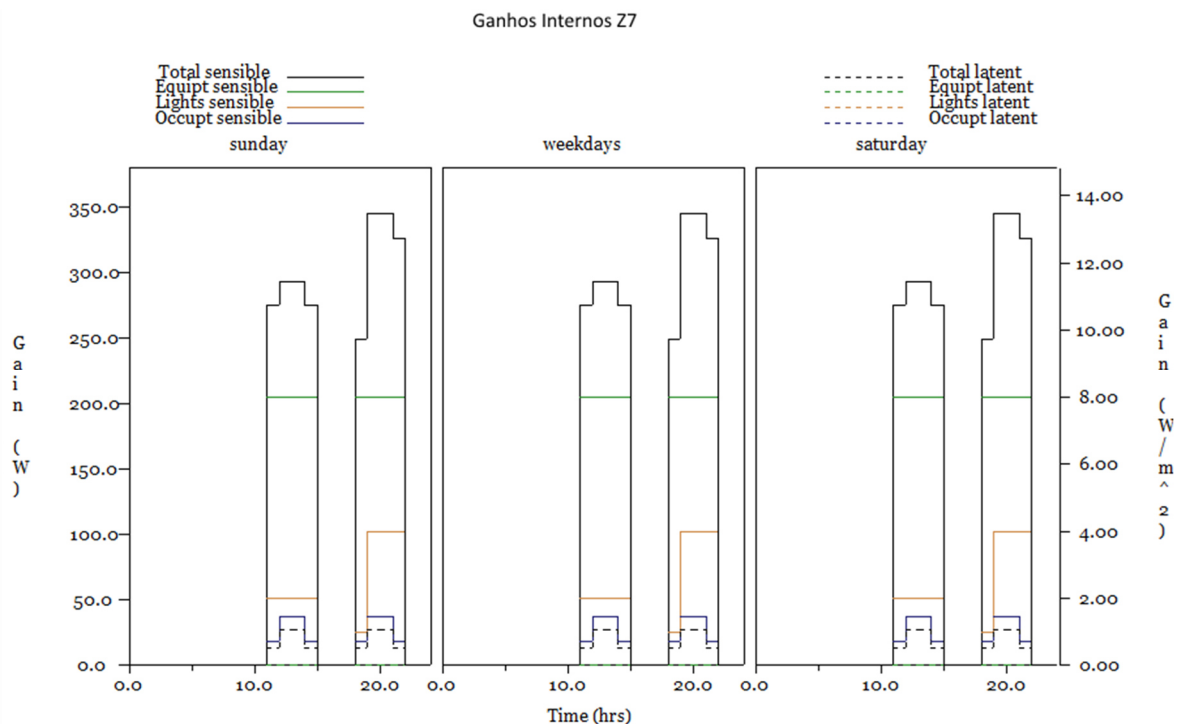 Ganhos Internos Z7
Total sensible
Equipt sensible
Lights sensible
Occupt sensible
Total latent
Equipt latent
Lights latent
Occupt latent
sunday
weekdays
saturday
Gain (W)
350.0
300.0
250.0
200.0
150.0
100.0
50.0
0.0
0.0 10.0 20.0
0.0 10.0 20.0
0.0 10.0 20.0
Time (hrs)
14.00
12.00
10.00
8.00
6.00
4.00
2.00
0.00
Gain (W/m^2)